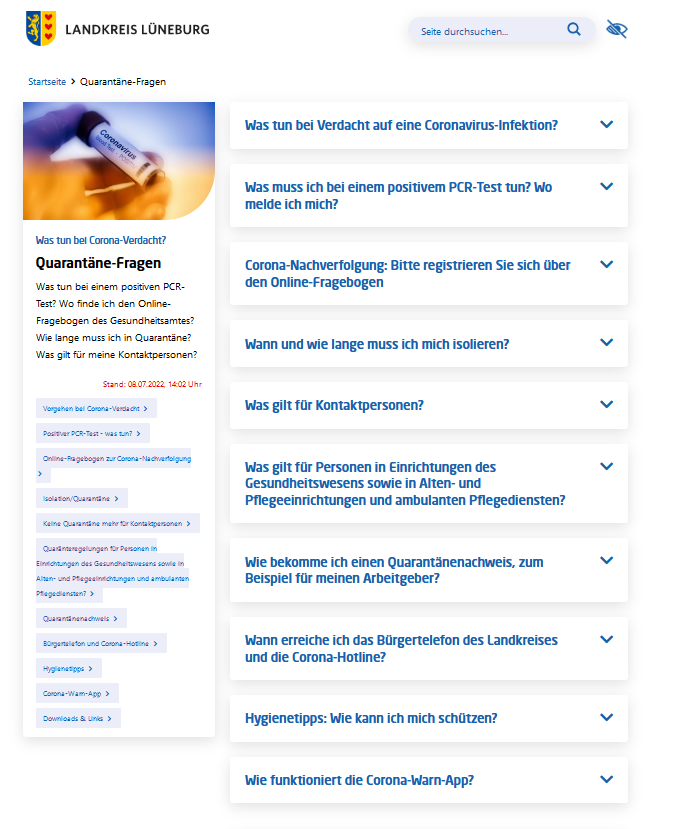 LANDKREIS LÜNEBURG
Seite durchsuchen...
Startseite > Quarantäne-Fragen
Coronavirus
Blood Test
Was tun bei Corona-Verdacht?
Quarantäne-Fragen
Was tun bei einem positiven PCR-
Test? Wo finde ich den Online-
Fragebogen des Gesundheitsamtes?
Wie lange muss ich in Quarantäne?
Was gilt für meine Kontaktpersonen?
Stand: 08.07.2022, 14:02 Uhr
Vorgehen bei Corona-Verdacht >
Positiver PCR-Test - was tun? >
Online-Fragebogen zur Corona-Nachverfolgung
>
Isolation/Quarantäne >
Keine Quarantäne mehr für Kontaktpersonen >
Quaränteregelungen für Personen in
Einrichtungen des Gesundheitswesens sowie in
Alten- und Pflegeeinrichtungen und ambulanten
Pflegediensten? >
Quarantänenachweis >
Bürgertelefon und Corona-Hotline >
Hygienetipps >
Corona-Warn-App >
Downloads & Links >
Was tun bei Verdacht auf eine Coronavirus-Infektion?
Was muss ich bei einem positivem PCR-Test tun? Wo
melde ich mich?
Corona-Nachverfolgung: Bitte registrieren Sie sich über
den Online-Fragebogen
Wann und wie lange muss ich mich isolieren?
Was gilt für Kontaktpersonen?
Was gilt für Personen in Einrichtungen des
Gesundheitswesens sowie in Alten- und
Pflegeeinrichtungen und ambulanten Pflegediensten?
Wie bekomme ich einen Quarantänenachweis, zum
Beispiel für meinen Arbeitgeber?
Wann erreiche ich das Bürgertelefon des Landkreises
und die Corona-Hotline?
Hygienetipps: Wie kann ich mich schützen?
Wie funktioniert die Corona-Warn-App?